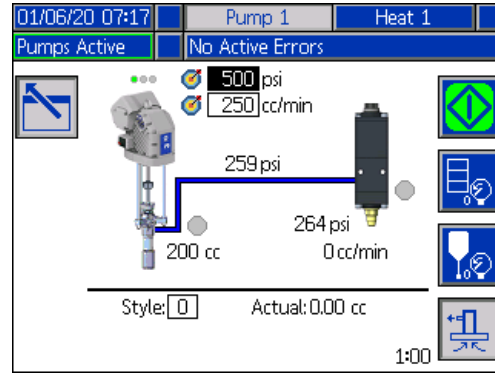 01/06/20 07:17 Pump 1 Heat 1
Pumps Active No Active Errors
500 psi
250 cc/min
259 psi
264 psi
200 cc 0 cc/min
Style: 0 Actual: 0.00 cc
1:00